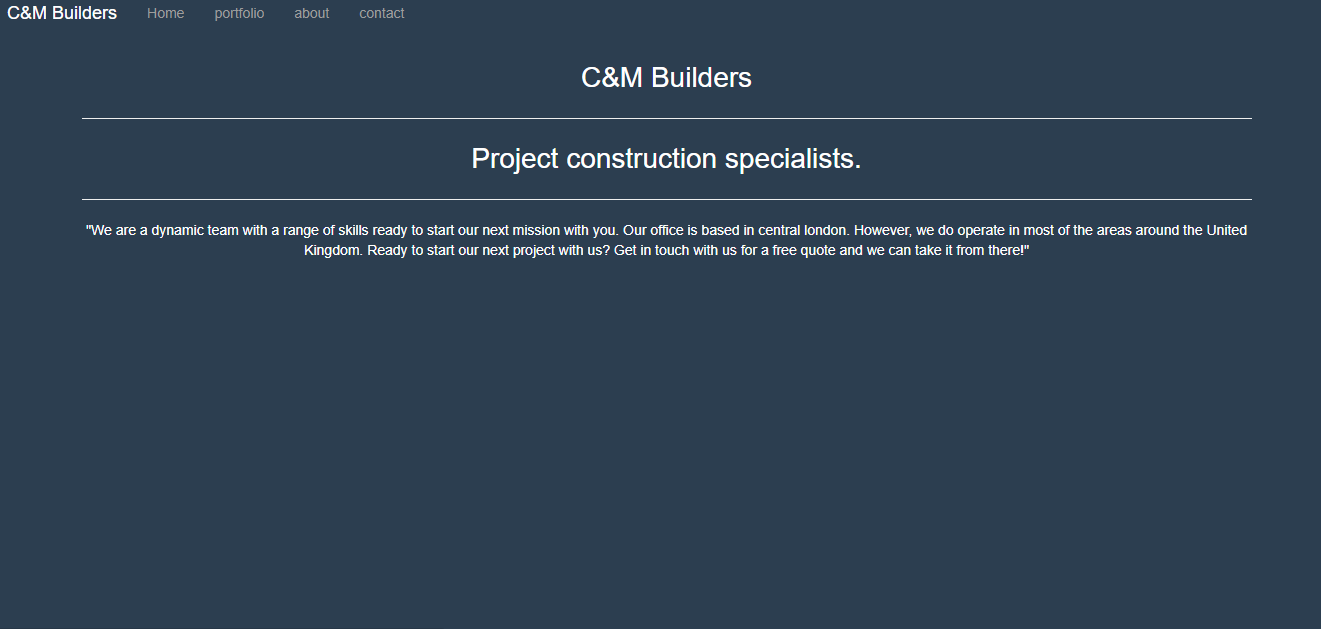 C&M Builders Home portfolio about contact
C&M Builders
Project construction specialists.
"We are a dynamic team with a range of skills ready to start our next mission with you. Our office is based in central london. However, we do operate in most of the areas around the United
Kingdom. Ready to start our next project with us? Get in touch with us for a free quote and we can take it from there!"